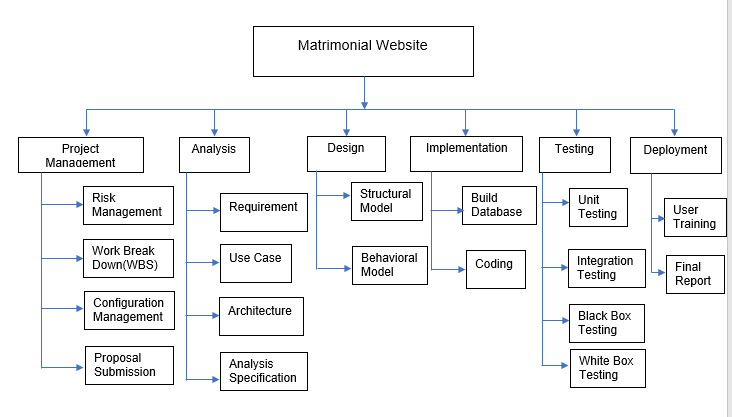 Matrimonial Website
Project
Management
Analysis
Design
Implementation
Testing
Deployment
Risk
Management
Work Break
Down(WBS)
Configuration
Management
Proposal
Submission
Requirement
Use Case
Architecture
Analysis
Specification
Structural
Model
Behavioral
Model
Build
Database
Coding
Unit
Testing
Integration
Testing
Black Box
Testing
White Box
Testing
User
Training
Final
Report